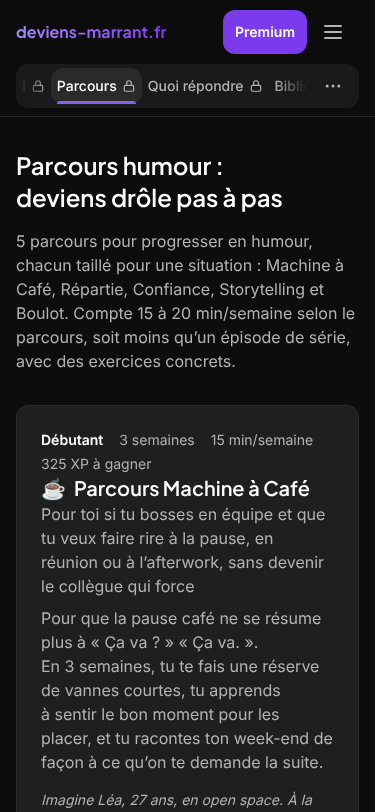 deviens-marrant.fr
Premium
Parcours
Quoi répondre
Bibli
Parcours humour :
deviens drôle pas à pas
5 parcours pour progresser en humour,
chacun taillé pour une situation : Machine à
Café, Répartie, Confiance, Storytelling et
Boulot. Compte 15 à 20 min/semaine selon le
parcours, soit moins qu’un épisode de série,
avec des exercices concrets.
Débutant 3 semaines 15 min/semaine
325 XP à gagner
☕ Parcours Machine à Café
Pour toi si tu bosses en équipe et que
tu veux faire rire à la pause, en
réunion ou à l’afterwork, sans devenir
le collègue qui force
Pour que la pause café ne se résume
plus à « Ça va ? » « Ça va. ».
En 3 semaines, tu te fais une réserve
de vannes courtes, tu apprends
à sentir le bon moment pour les
placer, et tu racontes ton week-end de
façon à ce qu’on te demande la suite.
Imagine Léa, 27 ans, en open space. À la